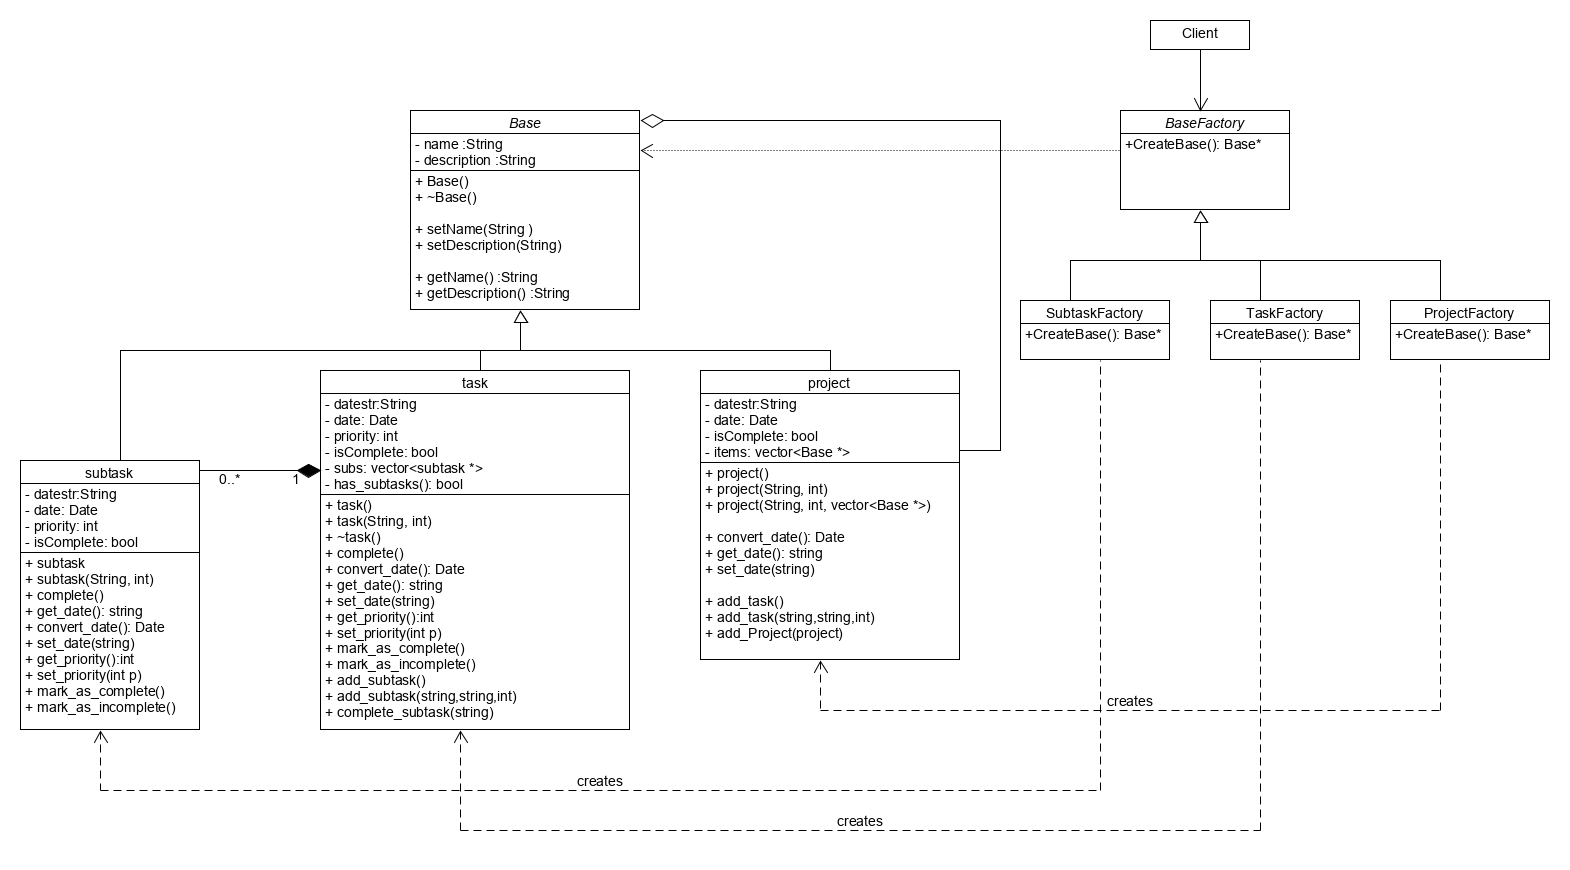 Client
Base
- name :String
- description :String
+ Base()
+ ~Base()
+ setName(String )
+ setDescription(String)
+ getName() :String
+ getDescription() :String
BaseFactory
+CreateBase(): Base*
SubtaskFactory
+CreateBase(): Base*
TaskFactory
+CreateBase(): Base*
ProjectFactory
+CreateBase(): Base*
subtask
- datestr:String
- date: Date
- priority: int
- isComplete: bool
+ subtask
+ subtask(String, int)
+ complete()
+ get_date(): string
+ convert_date(): Date
+ set_date(string)
+ get_priority():int
+ set_priority(int p)
+ mark_as_complete()
+ mark_as_incomplete()
0..*
1
task
- datestr:String
- date: Date
- priority: int
- isComplete: bool
- subs: vector<subtask *>
- has_subtasks(): bool
+ task()
+ task(String, int)
+ ~task()
+ complete()
+ convert_date(): Date
+ get_date(): string
+ set_date(string)
+ get_priority():int
+ set_priority(int p)
+ mark_as_complete()
+ mark_as_incomplete()
+ add_subtask()
+ add_subtask(string,string,int)
+ complete_subtask(string)
project
- datestr:String
- date: Date
- isComplete: bool
- items: vector<Base *>
+ project()
+ project(String, int)
+ project(String, int, vector<Base *>)
+ convert_date(): Date
+ get_date(): string
+ set_date(string)
+ add_task()
+ add_task(string,string,int)
+ add_Project(project)
creates
creates
creates